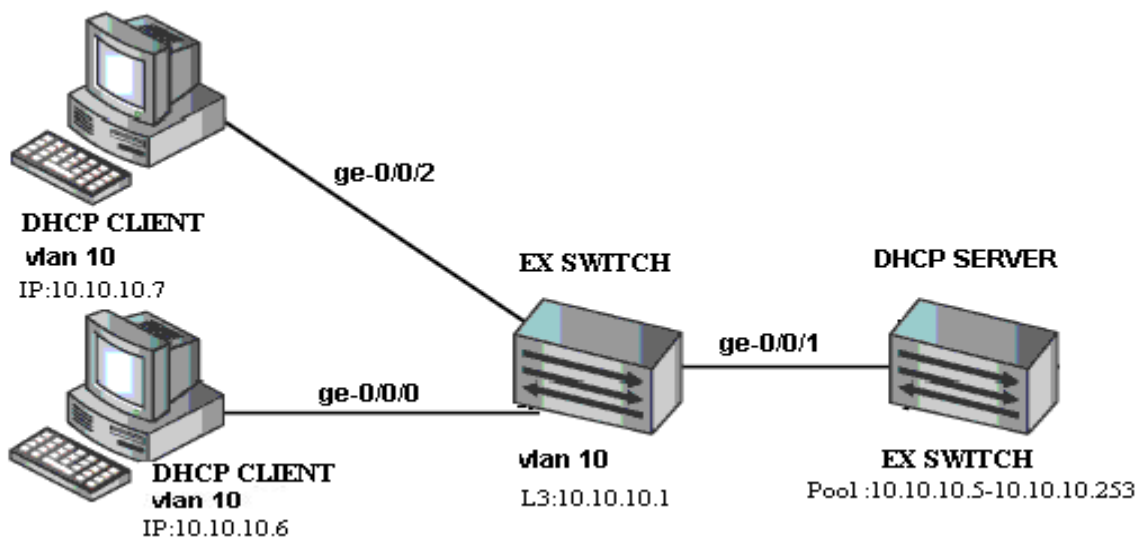 ge-0/0/2
DHCP CLIENT
vlan 10
IP:10.10.10.7
EX SWITCH
DHCP SERVER
ge-0/0/1
ge-0/0/0
DHCP CLIENT
vlan 10
IP:10.10.10.6
vlan 10
L3:10.10.10.1
EX SWITCH
Pool :10.10.10.5-10.10.10.253